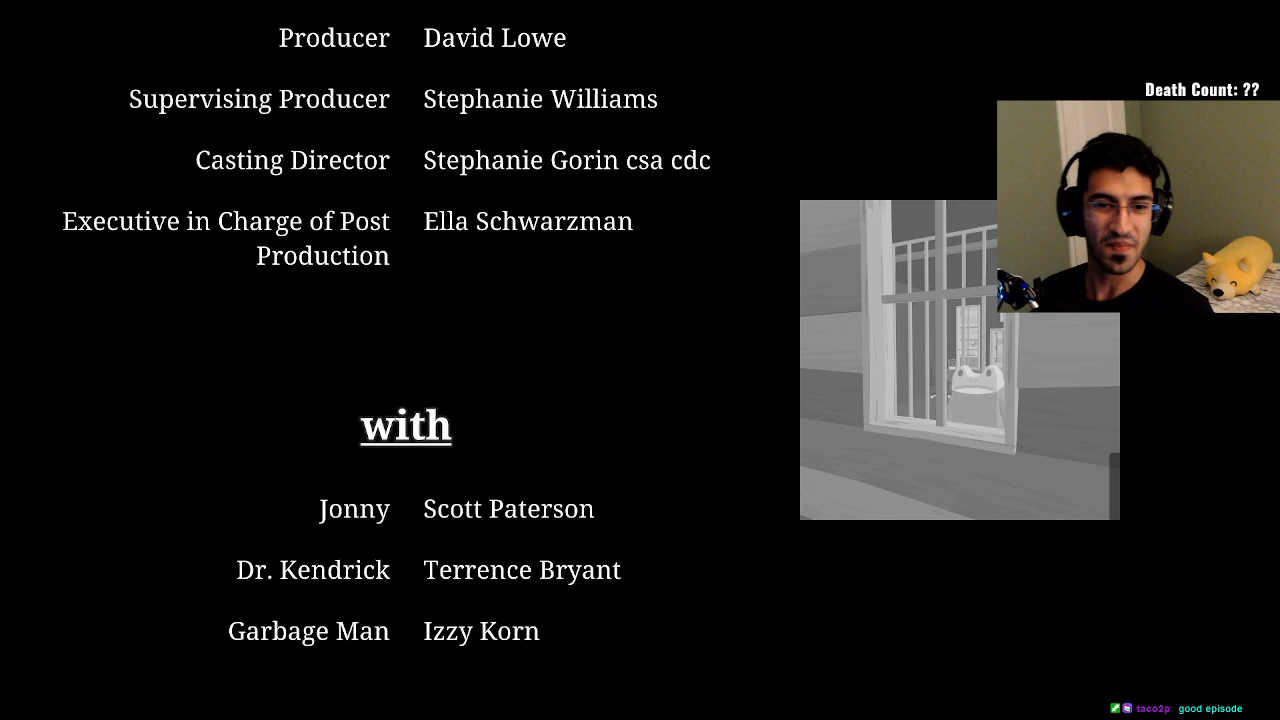 Producer David Lowe
Supervising Producer Stephanie Williams
Casting Director Stephanie Gorin csa cdc
Executive in Charge of Post Ella Schwarzman
Production
with
Jonny Scott Paterson
Dr. Kendrick Terrence Bryant
Garbage Man Izzy Korn
Death Count: ??
taco2p: good episode